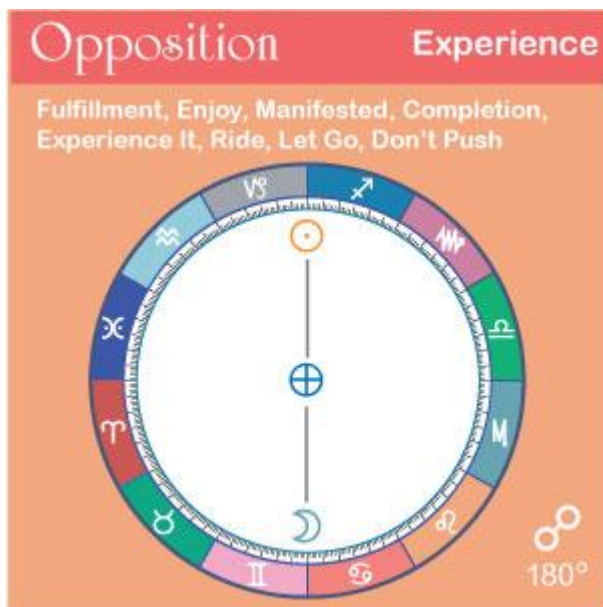 Opposition Experience
Fulfillment, Enjoy, Manifested, Completion,
Experience It, Ride, Let Go, Don't Push
180°